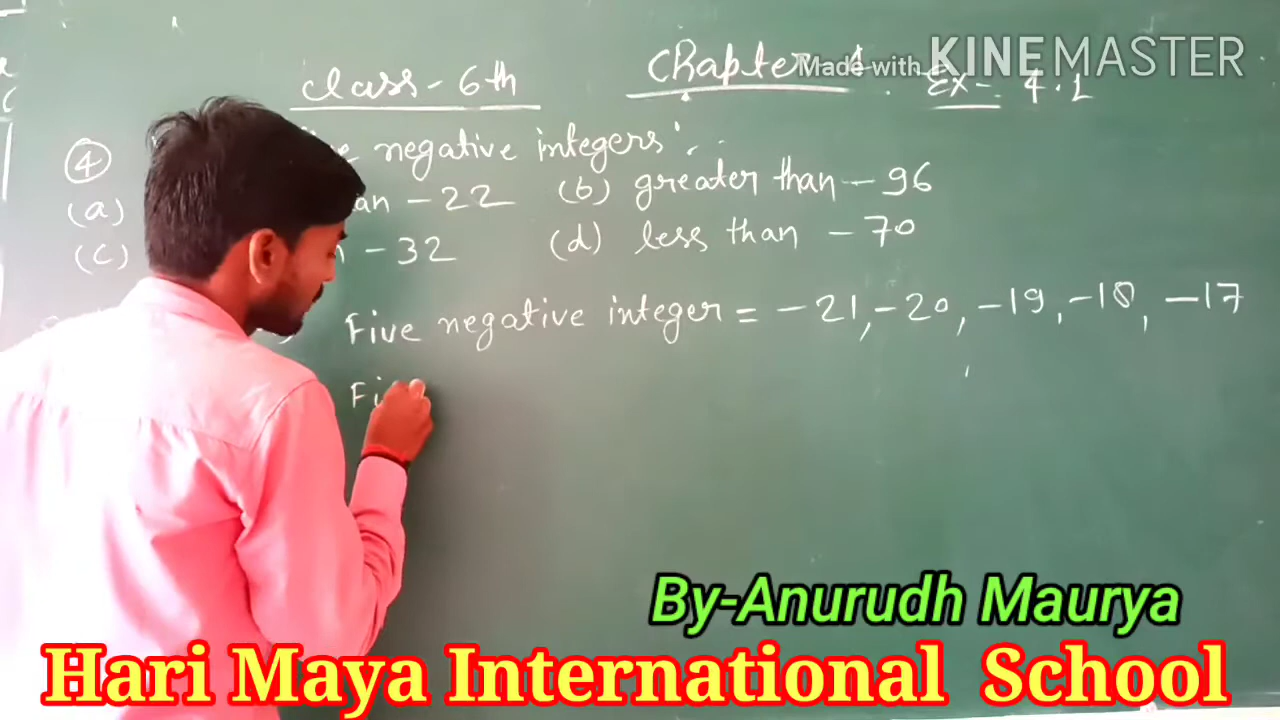 Made with KINEMASTER
Class - 6th Chapter Ex - 4.1
④ negative integers :
(a) than - 22 (b) greater than - 96
(c) - 32 (d) less than - 70
Five negative integer = - 21, - 20, - 19, - 18, - 17
Fi
By-Anurudh Maurya
Hari Maya International School